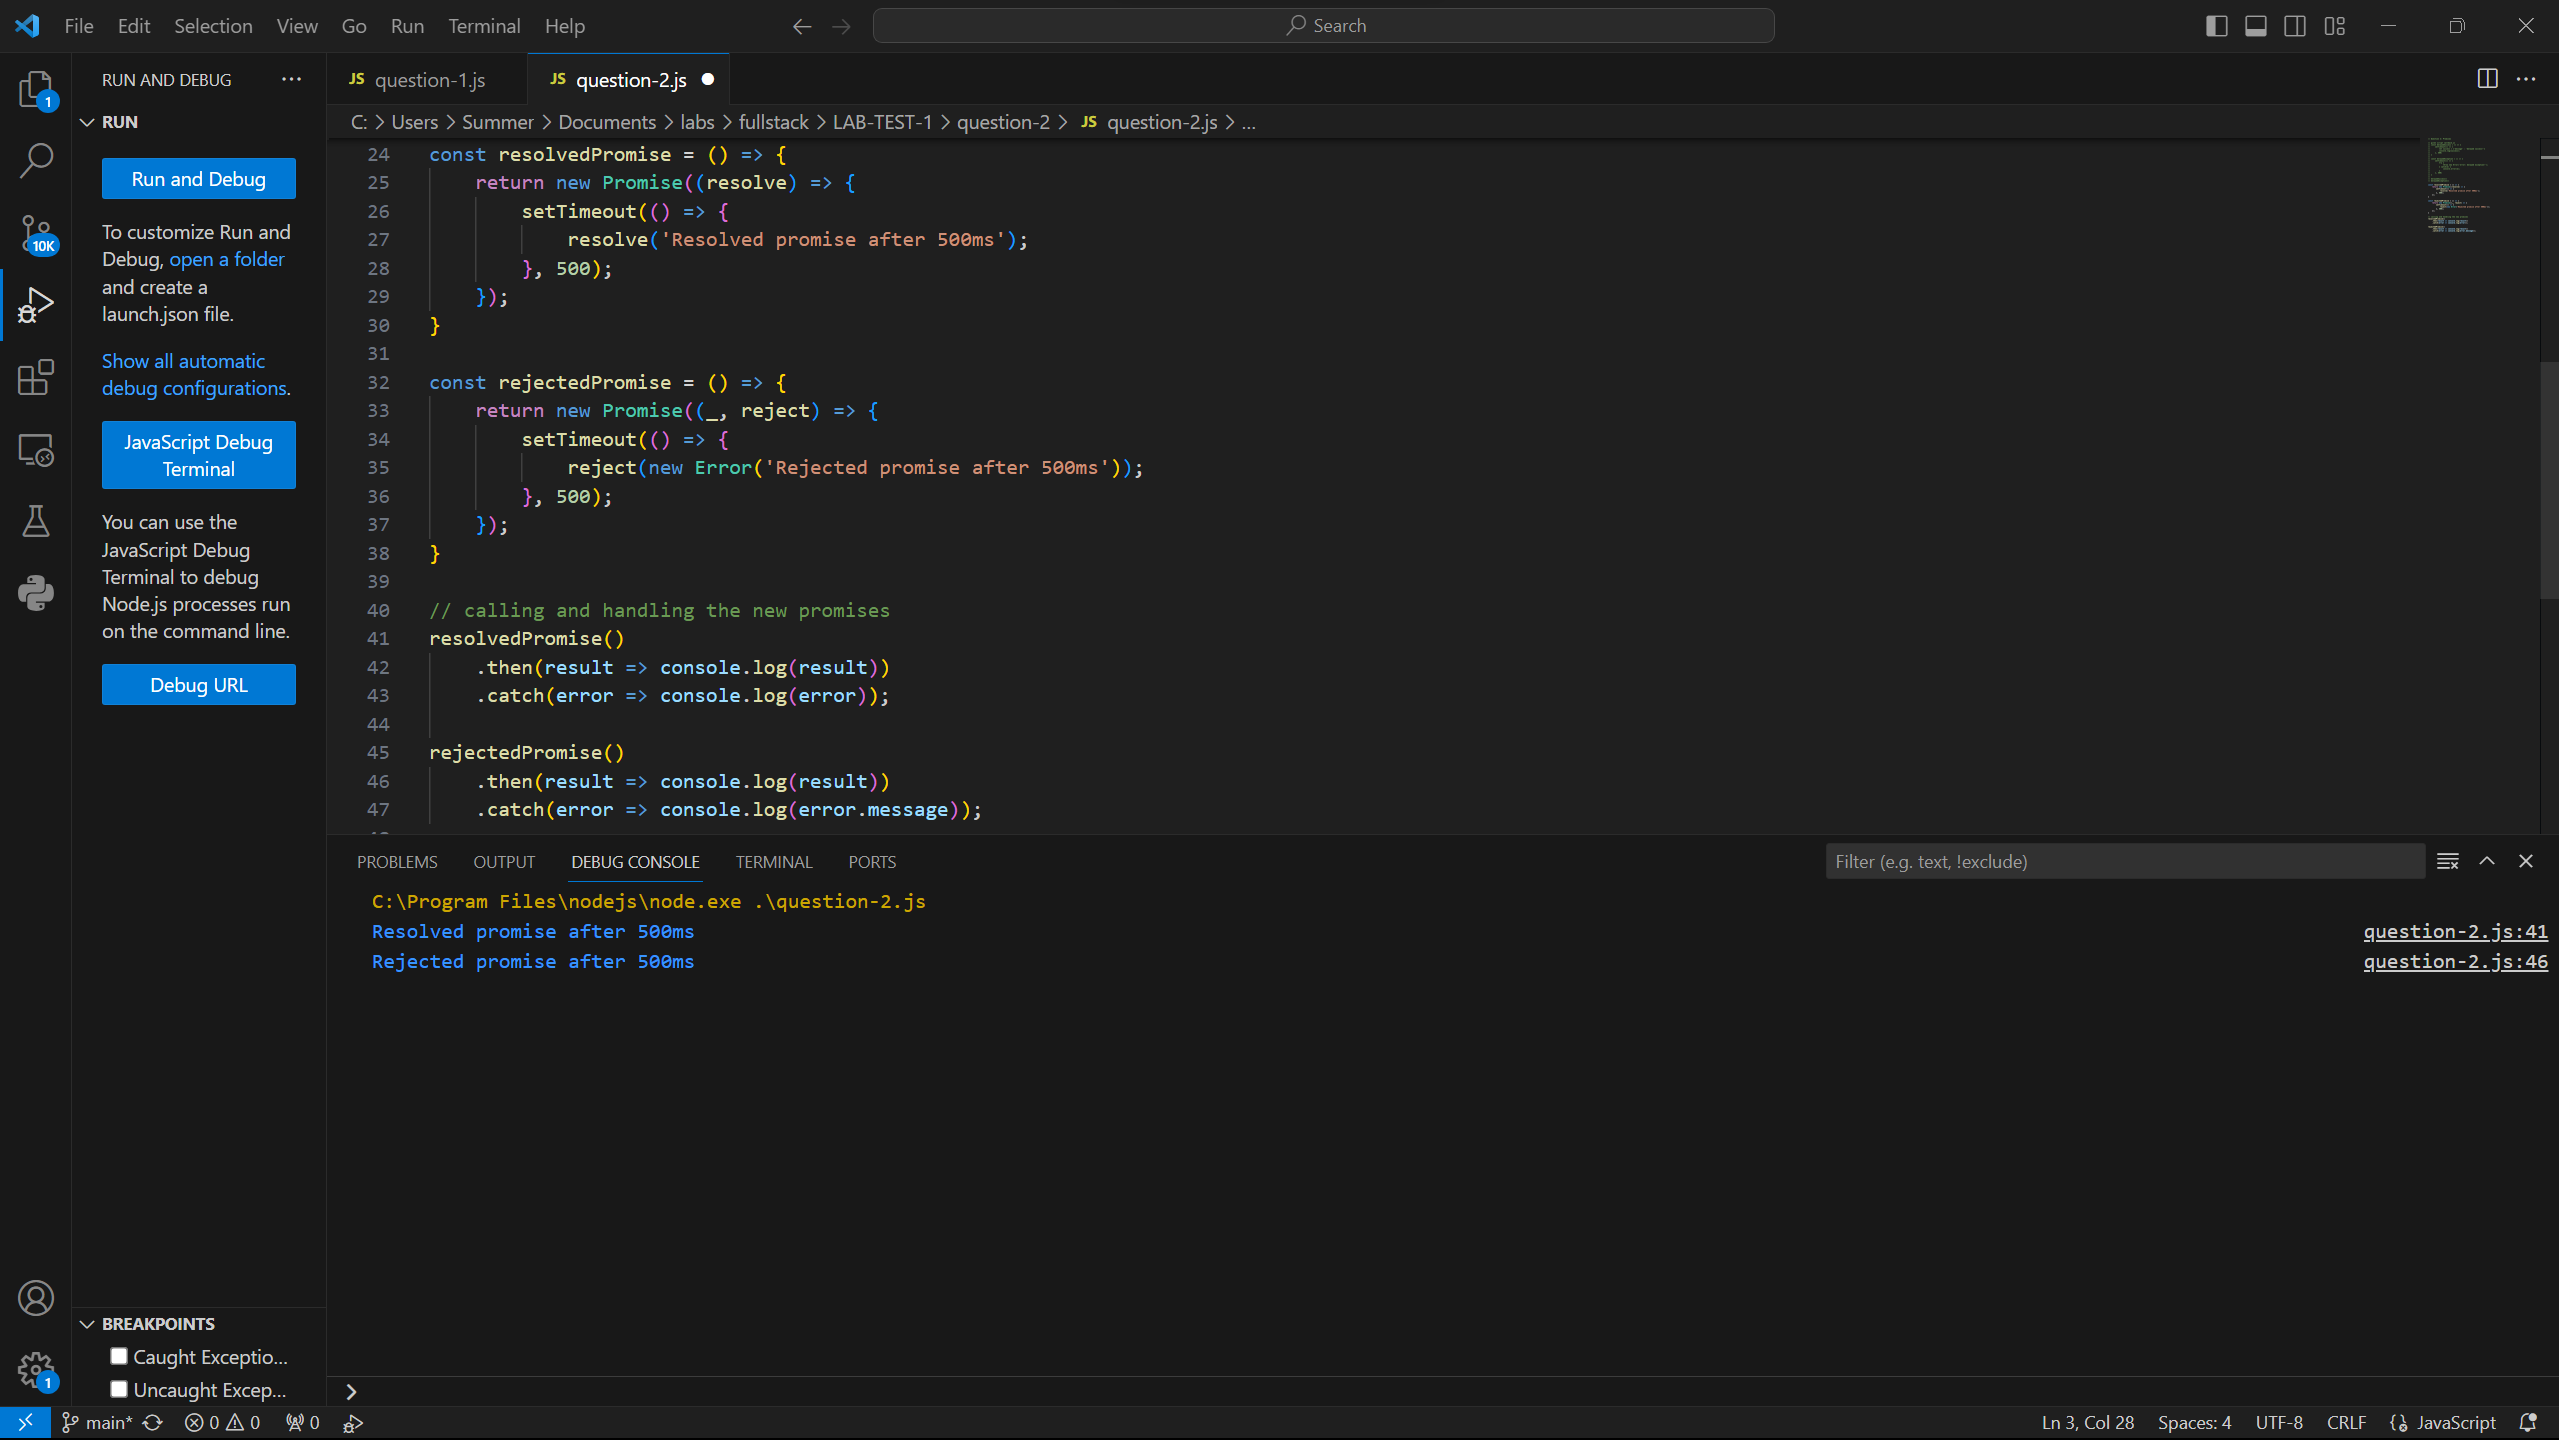 File Edit Selection View Go Run Terminal Help
Search
RUN AND DEBUG
RUN
Run and Debug
To customize Run and
Debug, open a folder
and create a
launch.json file.
Show all automatic
debug configurations.
JavaScript Debug
Terminal
You can use the
JavaScript Debug
Terminal to debug
Node.js processes run
on the command line.
Debug URL
BREAKPOINTS
Caught Exceptio...
Uncaught Excep...
1
10K
1
JS question-1.js
JS question-2.js
C: > Users > Summer > Documents > labs > fullstack > LAB-TEST-1 > question-2 > JS question-2.js > ...
24 const resolvedPromise = () => {
25 return new Promise((resolve) => {
26 setTimeout(() => {
27 resolve('Resolved promise after 500ms');
28 }, 500);
29 });
30 }
31
32 const rejectedPromise = () => {
33 return new Promise((_, reject) => {
34 setTimeout(() => {
35 reject(new Error('Rejected promise after 500ms'));
36 }, 500);
37 });
38 }
39
40 // calling and handling the new promises
41 resolvedPromise()
42 .then(result => console.log(result))
43 .catch(error => console.log(error));
44
45 rejectedPromise()
46 .then(result => console.log(result))
47 .catch(error => console.log(error.message));
PROBLEMS OUTPUT DEBUG CONSOLE TERMINAL PORTS
Filter (e.g. text, !exclude)
C:\Program Files\nodejs\node.exe .\question-2.js
Resolved promise after 500ms question-2.js:41
Rejected promise after 500ms question-2.js:46
>
main* 0 0 0
Ln 3, Col 28 Spaces: 4 UTF-8 CRLF JavaScript